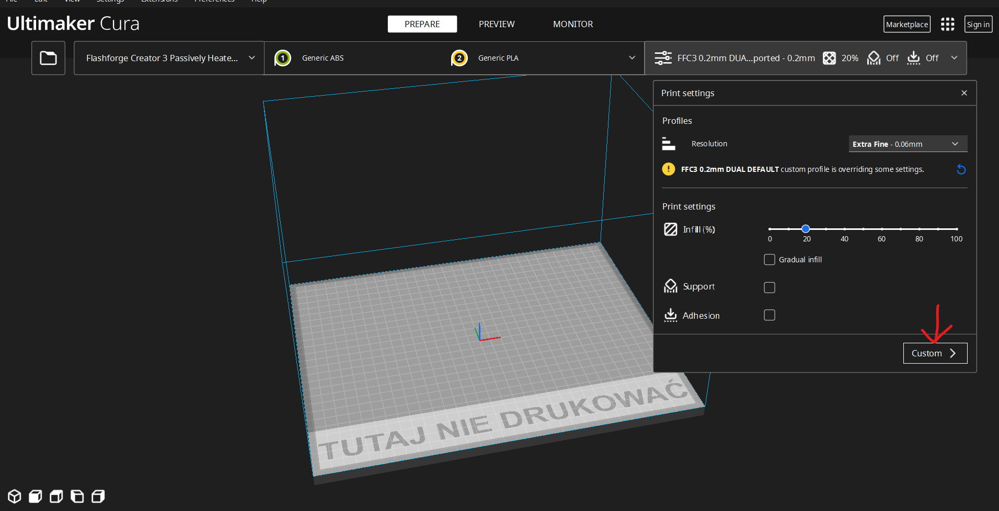 File Edit View Settings Extensions Preferences Help
Ultimaker Cura
PREPARE PREVIEW MONITOR
Marketplace Sign in
Flashforge Creator 3 Passively Heate...
1 Generic ABS
2 Generic PLA
FFC3 0.2mm DUA...ported - 0.2mm 20% Off Off
Print settings
Profiles
Resolution Extra Fine - 0.06mm
FFC3 0.2mm DUAL DEFAULT custom profile is overriding some settings.
Print settings
Infill (%)
0 20 40 60 80 100
Gradual infill
Support
Adhesion
Custom
TUTAJ NIE DRUKOWAĆ